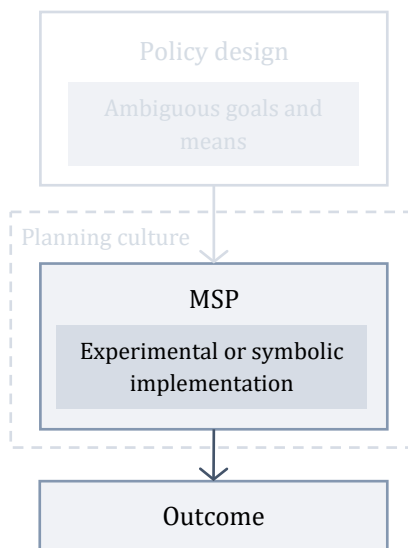 Policy design
Ambiguous goals and
means
Planning culture
MSP
Experimental or symbolic
implementation
Outcome